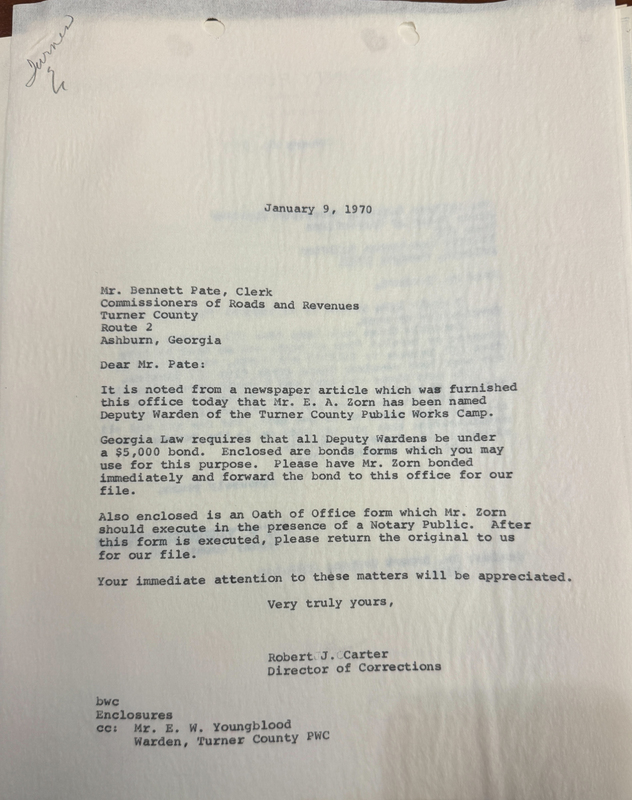 Turner
January 9, 1970
Mr. Bennett Pate, Clerk
Commissioners of Roads and Revenues
Turner County
Route 2
Ashburn, Georgia
Dear Mr. Pate:
It is noted from a newspaper article which was furnished
this office today that Mr. E. A. Zorn has been named
Deputy Warden of the Turner County Public Works Camp.
Georgia Law requires that all Deputy Wardens be under
a $5,000 bond.  Enclosed are bonds forms which you may
use for this purpose.  Please have Mr. Zorn bonded
immediately and forward the bond to this office for our
file.
Also enclosed is an Oath of Office form which Mr. Zorn
should execute in the presence of a Notary Public.  After
this form is executed, please return the original to us
for our file.
Your immediate attention to these matters will be appreciated.
Very truly yours,
Robert J. Carter
Director of Corrections
bwc
Enclosures
cc:  Mr. E. W. Youngblood
Warden, Turner County PWC